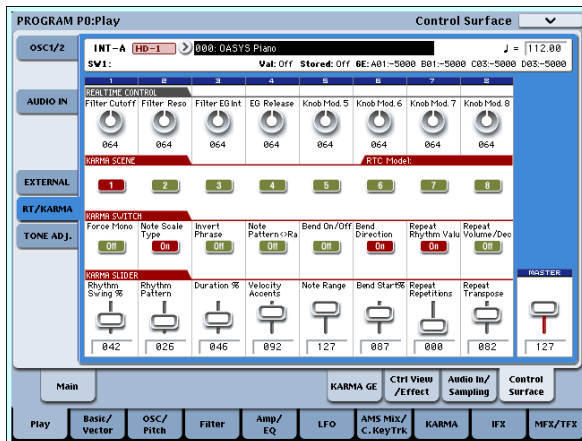 PROGRAM P0:Play Control Surface
OSC1/2
INT-A HD-1 000: OASYS Piano ♩ = 112.00
SW1: Val: Off Stored: Off GE: A01:-5000 B01:-5000 C03:-5000 D03:-5000
1 2 3 4 5 6 7 8
REALTIME CONTROL
AUDIO IN
Filter Cutoff Filter Reso Filter EG Int EG Release Knob Mod. 5 Knob Mod. 6 Knob Mod. 7 Knob Mod. 8
064 064 064 064 064 064 064 064
KARMA SCENE RTC Model:
EXTERNAL
1 2 3 4 5 6 7 8
RT/KARMA
KARMA SWITCH
Force Mono Note Scale Type Invert Phrase Note Pattern<>Ra Bend On/Off Bend Direction Repeat Rhythm Valu Repeat Volume/Dec
TONE ADJ.
Off On Off Off Off On On Off
KARMA SLIDER MASTER
Rhythm Swing % Rhythm Pattern Duration % Velocity Accents Note Range Bend Start% Repeat Repetitions Repeat Transpose
042 026 046 092 127 087 000 082 127
Main KARMA GE Ctrl View /Effect Audio In/ Sampling Control Surface
Play Basic/ Vector OSC/ Pitch Filter Amp/ EQ LFO AMS Mix/ C.KeyTrk KARMA IFX MFX/TFX